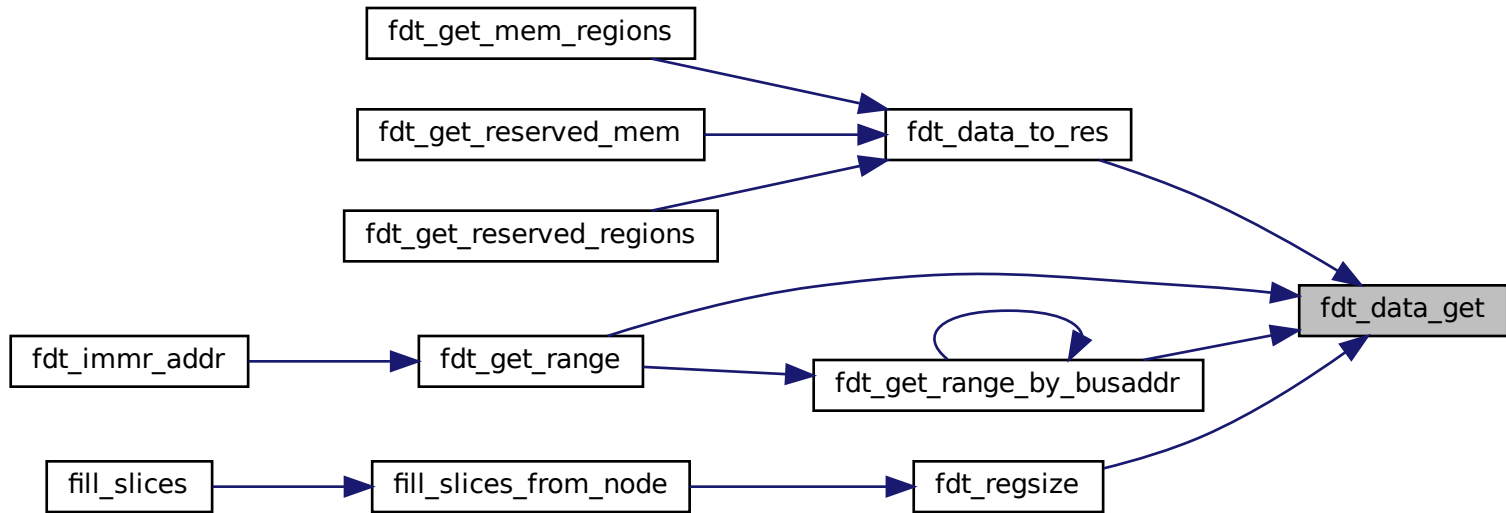 fdt_get_mem_regions
fdt_get_reserved_mem
fdt_data_to_res
fdt_get_reserved_regions
fdt_data_get
fdt_immr_addr
fdt_get_range
fdt_get_range_by_busaddr
fill_slices
fill_slices_from_node
fdt_regsize